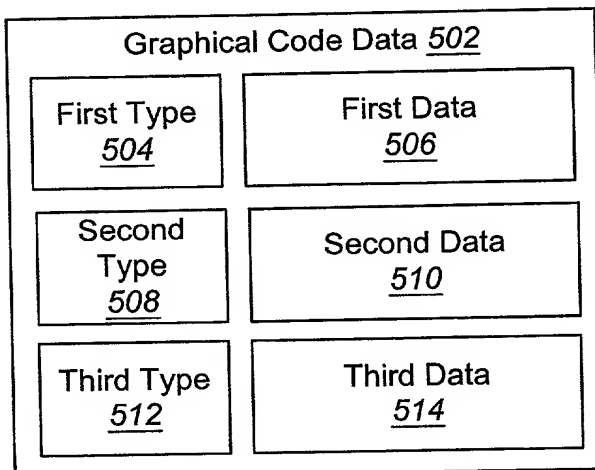 Graphical Code Data 502
First Type
504
First Data
506
Second
Type
508
Second Data
510
Third Type
512
Third Data
514